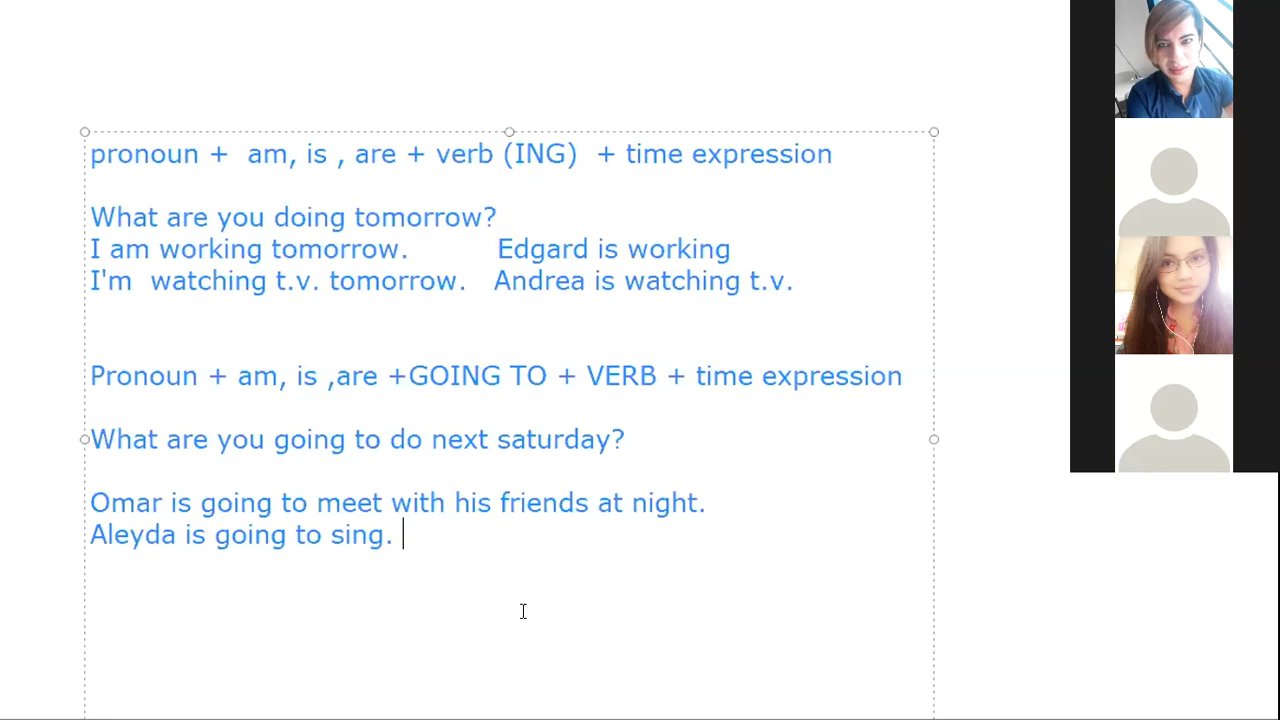 pronoun +  am, is , are + verb (ING)  + time expression
What are you doing tomorrow?
I am working tomorrow.          Edgard is working
I'm  watching t.v. tomorrow.   Andrea is watching t.v.
Pronoun + am, is ,are +GOING TO + VERB + time expression
What are you going to do next saturday?
Omar is going to meet with his friends at night.
Aleyda is going to sing.